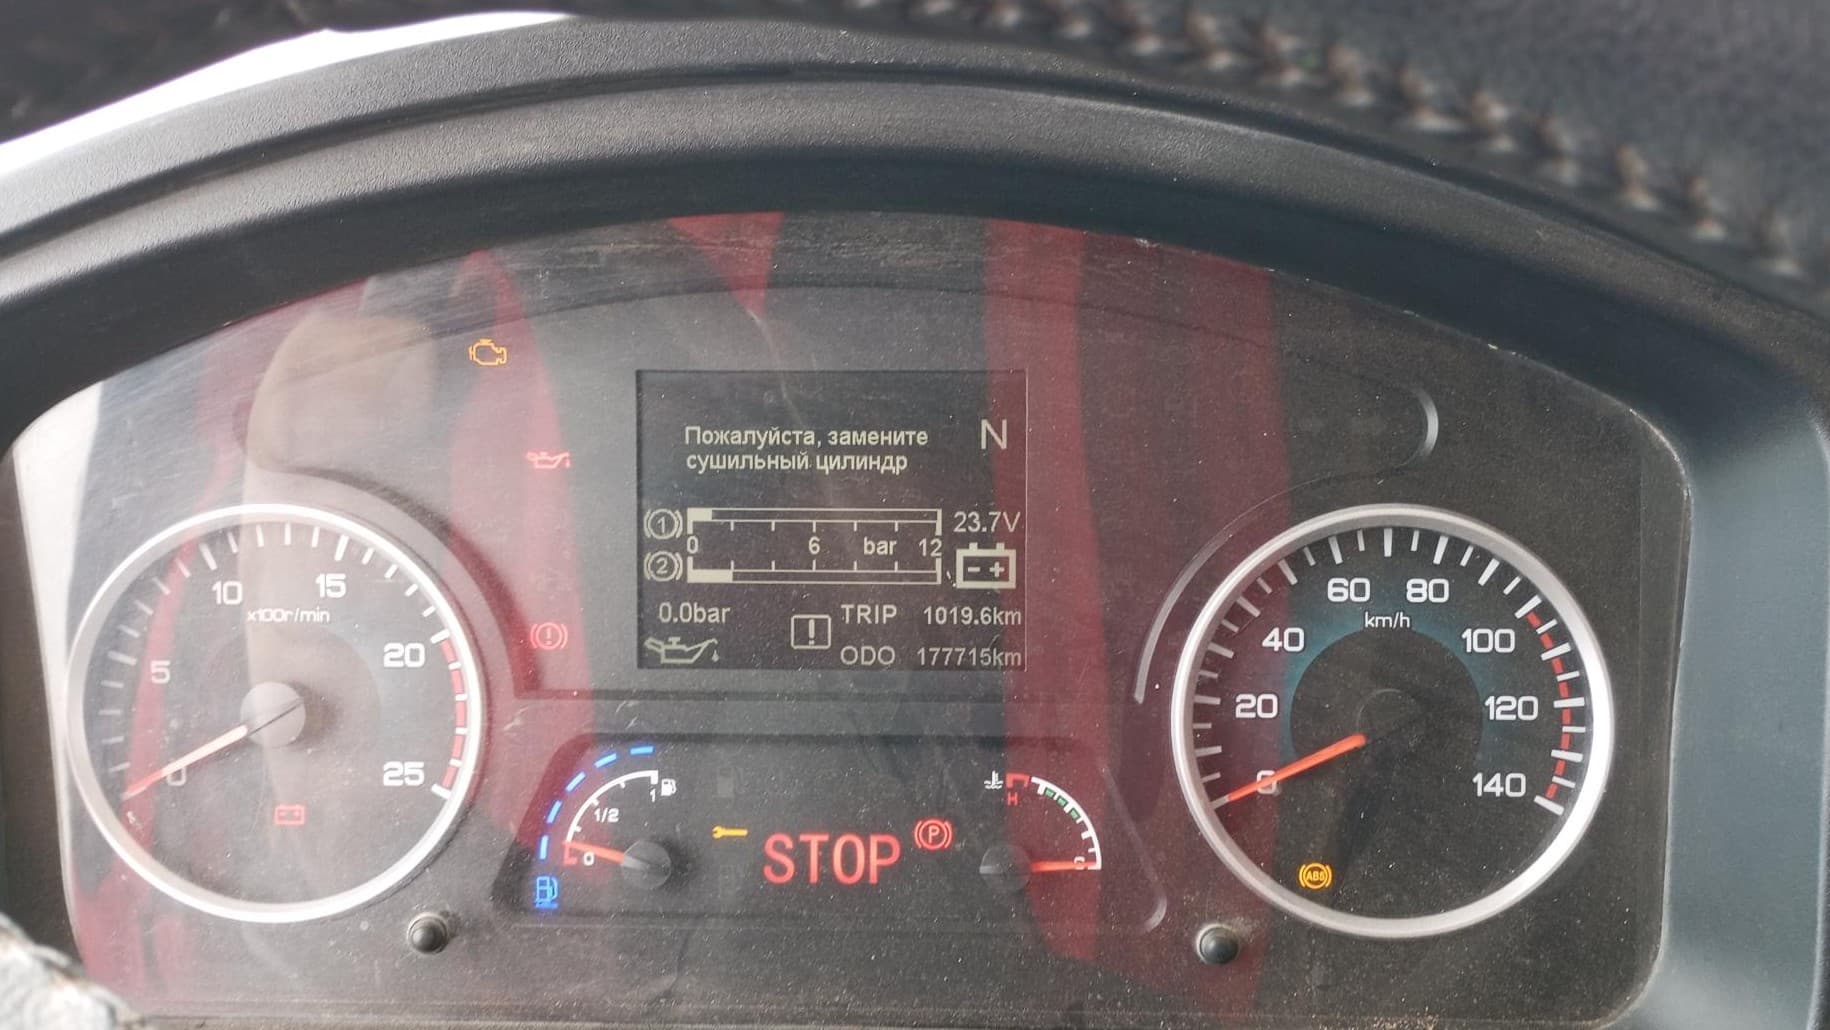 Пожалуйста, замените N
сушильный цилиндр
1 23.7V
0 6 bar 12
2
0.0bar TRIP 1019.6km
ODO 177715km
0 5 10 15 20 25
x100r/min
0 20 40 60 80 100 120 140
km/h
0 1/2 1
H
STOP
P
ABS